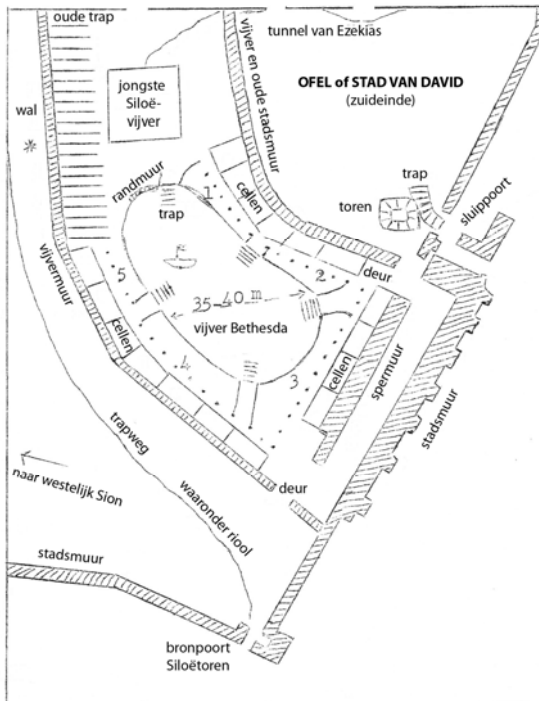 oude trap
tunnel van Ezekias
jongste
Siloë-
vijver
vijver en oude stadsmuur
OFEL of STAD VAN DAVID
(zuideinde)
wal
randmuur
trap
1
cellen
trap
toren
sluippoort
2
deur
vijvermuur
5
35-40 m
vijver Bethesda
cellen
4
3
cellen
spermuur
stadsmuur
trapweg
naar westelijk Sion
waaronder riool
deur
stadsmuur
bronpoort
Siloëtoren